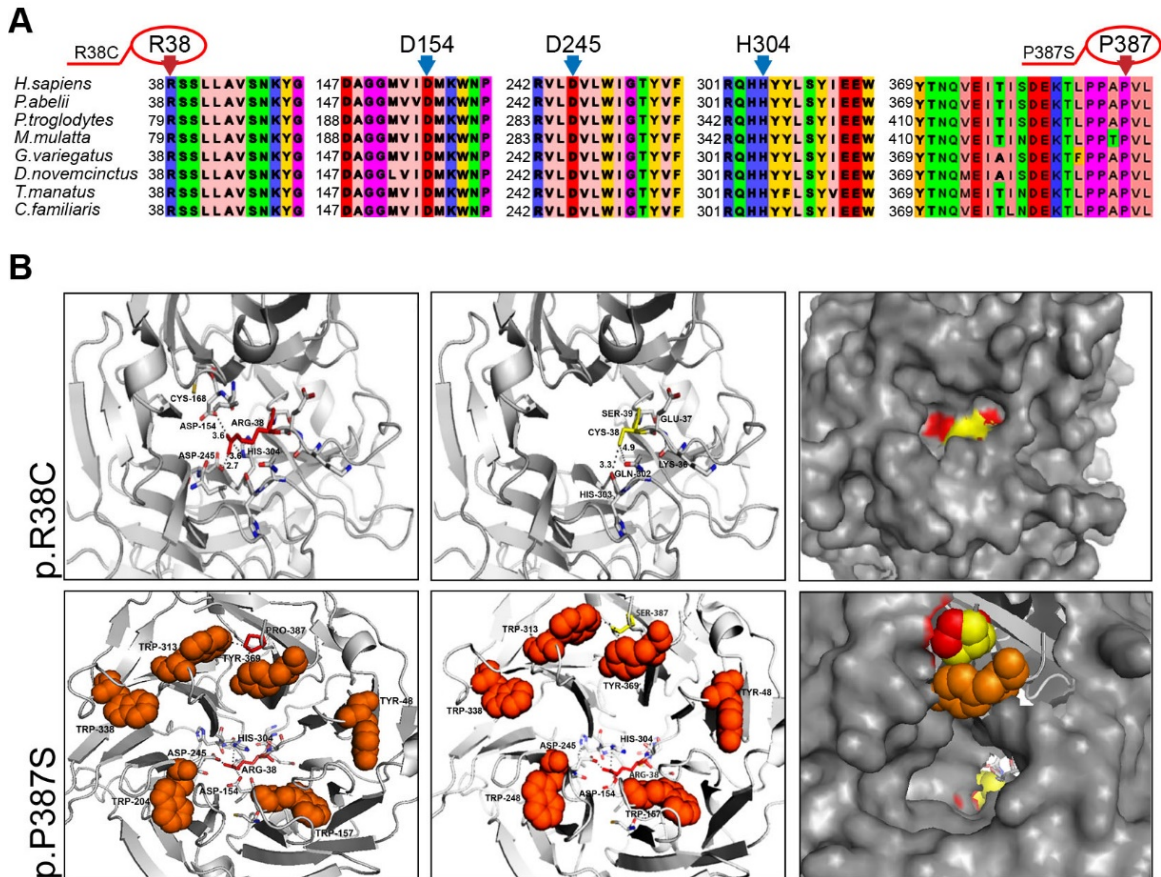 A
R38C R38 D154 D245 H304 P387S P387
H.sapiens 38 RSSLLAVSNKYG 147 DAGGMVIDMKWNP 242 RVLDVLWIGTYVF 301 RQHHYYLSYIEEW 369 YTNQVEITISDEKTLPPAPVL
P.abelii 38 RSSLLAVSNKYG 147 DAGGMVVDMKWNP 242 RVLDVLWIGTYVF 301 RQHHYYLSYIEEW 369 YTNQVEITISDEKTLPPAPVL
P.troglodytes 79 RSSLLAVSNKYG 188 DAGGMVIDMKWNP 283 RVLDVLWIGTYVF 342 RQHHYYLSYIEEW 410 YTNQVEITISDEKTLPPAPVL
M.mulatta 79 RSSLLAVSNKYG 188 DAGGMVIDMKWNP 283 RVLDVLWIGTYVF 342 RQHHYYLSYIEEW 410 YTNQVEITISDEKTLPPTPVL
G.variegatus 38 RSSLLAVSNKYG 147 DAGGMVIDMKWNP 242 RVLDVLWIGTYVF 301 RQHHYYLSYIEEW 369 YTNQVEIAISDEKTFPPAPVL
D.novemcinctus 38 RSSLLAVSNKYG 147 DAGGLVIDMKWNP 242 RVLDVLWIGTYVF 301 RQHHYYLSYIEEW 369 YTNQMEIAISDEKTLPPAPVL
T.manatus 38 RSSLLAVSNKYG 147 DAGGMVIDMKWNP 242 RVLDVLWIGTYVF 301 RQHHYFLSYVEEW 369 YTNQMEITINDEKTLPPAPVL
C.familiaris 38 RSSLLAVSNKYG 147 DAGGMVIDMKWNP 242 RVLDVLWIGTYVF 301 RQHHYYLSYIEEW 369 YTNQVEITLNDEKTLPPAPVL
B
p.R38C
CYS-168
ASP-154
ARG-38
3.6
HIS-304
ASP-245
3.6
2.7
SER-39
GLU-37
CYS-38
4.9
3.3
LYS-36
GLN-302
HIS-303
p.P387S
TRP-313
PRO-387
TYR-369
TRP-338
TYR-48
HIS-304
ASP-245
ARG-38
ASP-154
TRP-204
TRP-157
SER-387
TRP-313
TYR-369
TYR-48
TRP-338
HIS-304
ASP-245
ARG-38
ASP-154
TRP-248
TRP-157